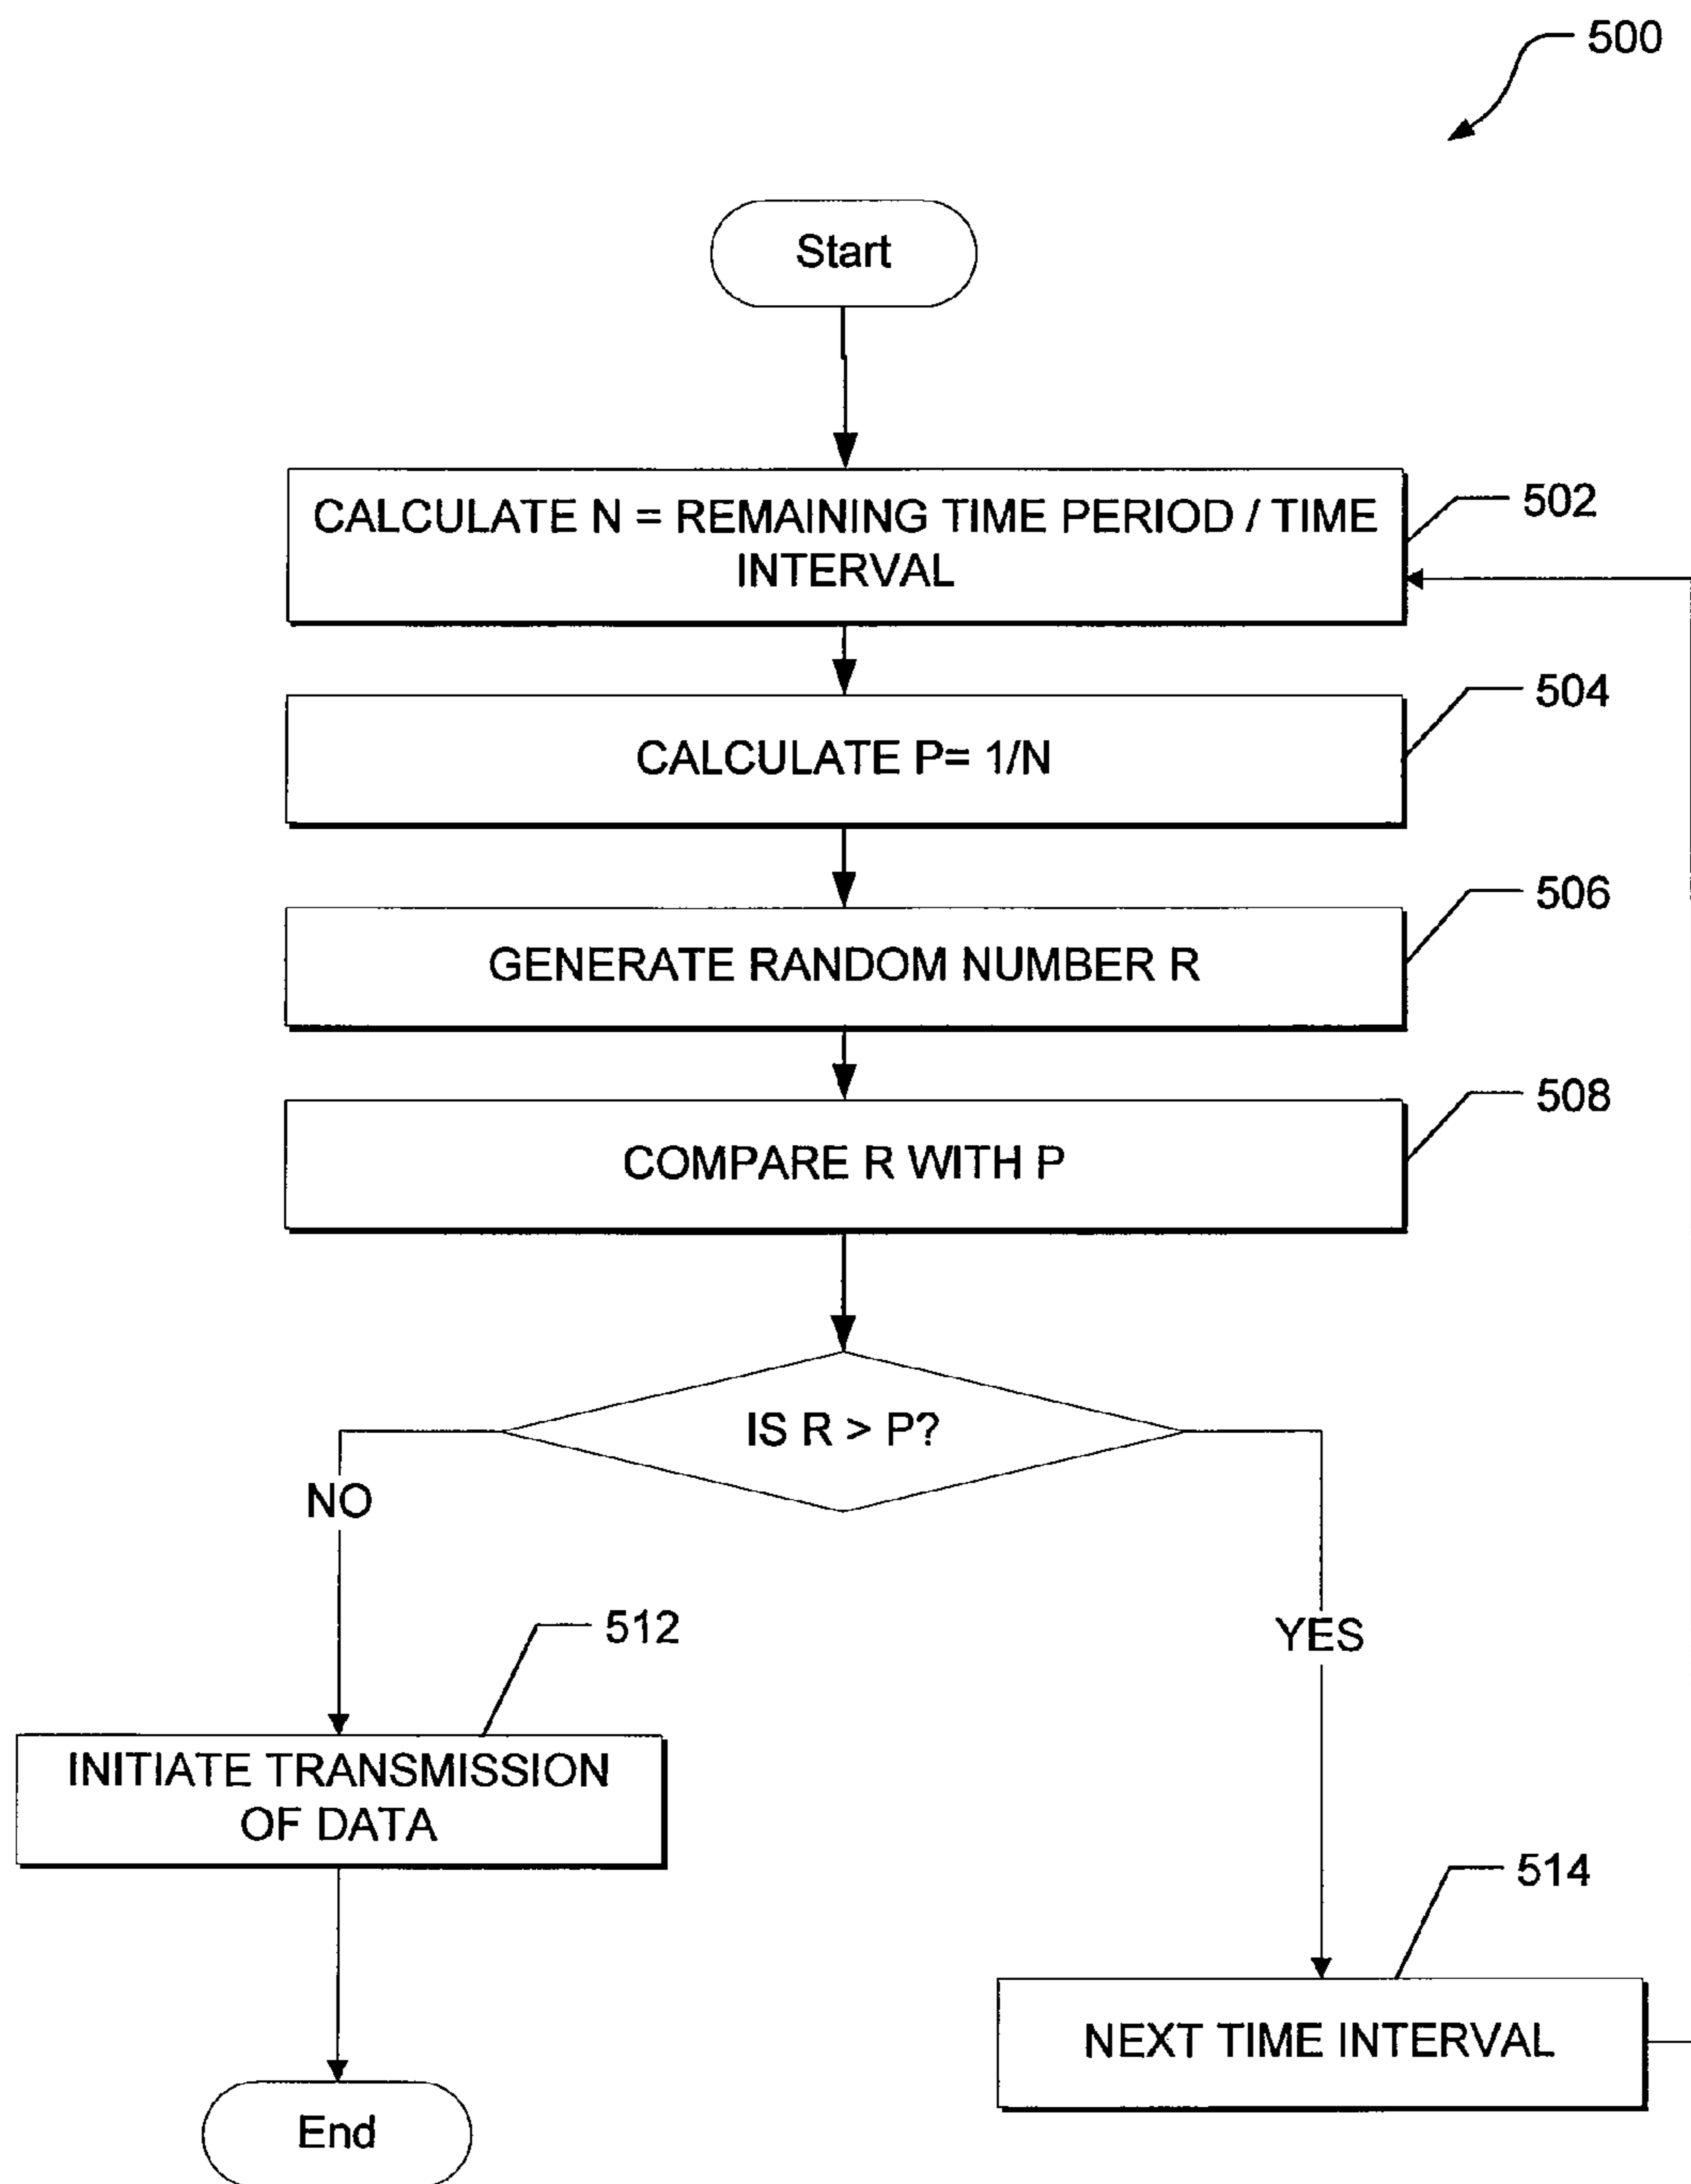 500
Start
CALCULATE N = REMAINING TIME PERIOD / TIME
INTERVAL
502
CALCULATE P= 1/N
504
GENERATE RANDOM NUMBER R
506
COMPARE R WITH P
508
IS R > P?
NO
YES
512
INITIATE TRANSMISSION
OF DATA
514
NEXT TIME INTERVAL
End